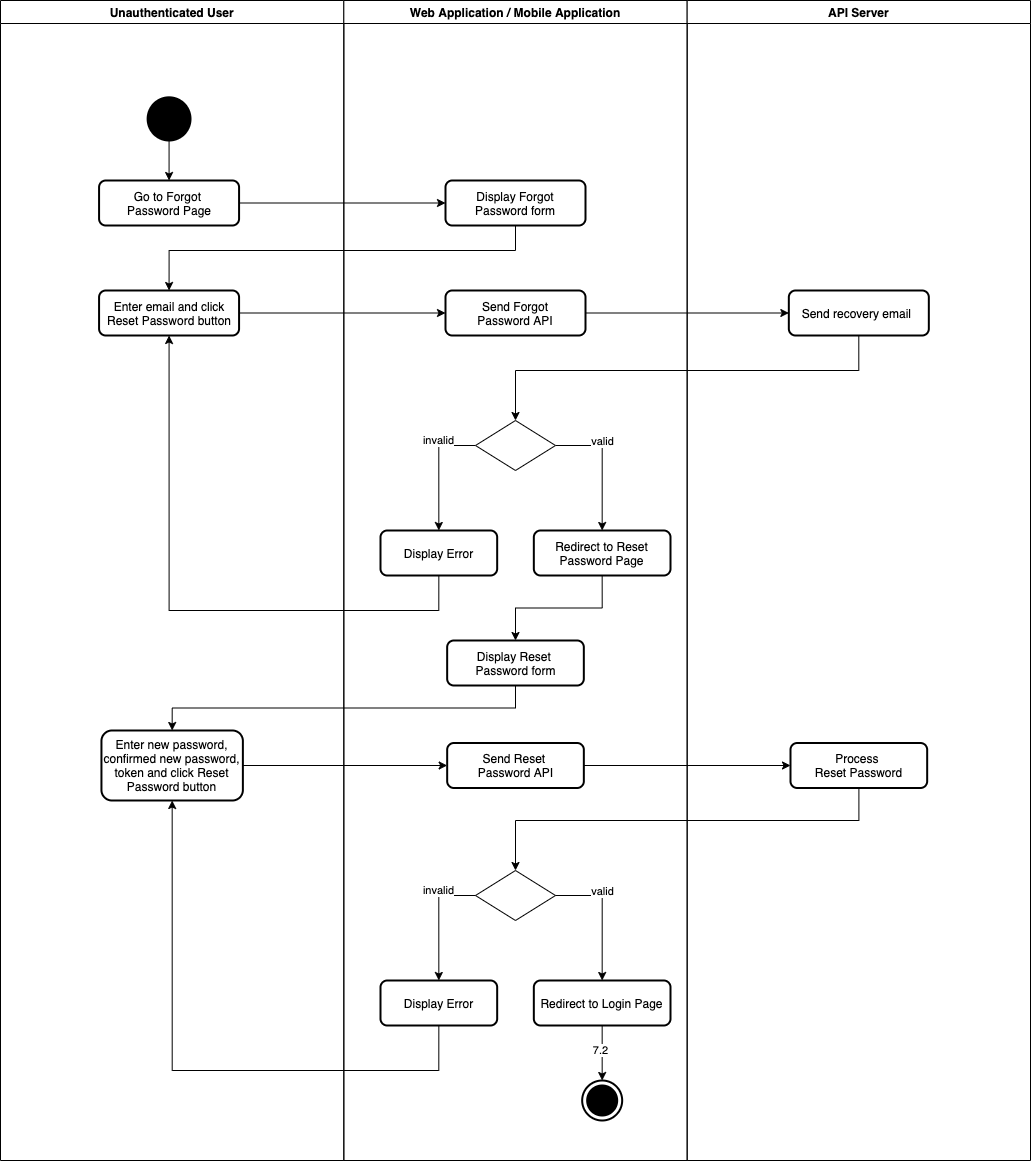 Unauthenticated User
Web Application / Mobile Application
API Server
Go to Forgot
Password Page
Display Forgot
Password form
Enter email and click
Reset Password button
Send Forgot
Password API
Send recovery email
invalid
valid
Display Error
Redirect to Reset
Password Page
Display Reset
Password form
Enter new password,
confirmed new password,
token and click Reset
Password button
Send Reset
Password API
Process
Reset Password
invalid
valid
Display Error
Redirect to Login Page
7.2